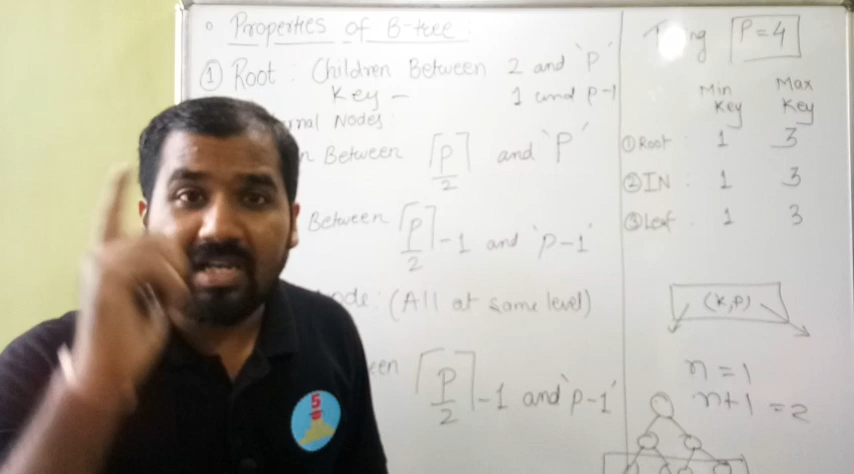 Properties of B-tree:
① Root: Children Between 2 and 'P'
Key – 1 and P-1
Nodes:
Between ⌈P/2⌉ and 'P'
Between ⌈P/2⌉-1 and 'P-1'
(All at same level)
⌈P/2⌉-1 and 'P-1'
P=4
Min Key Max Key
① Root: 1 3
② IN: 1 3
③ Leaf: 1 3
(K,P)
n=1
n+1 =2
5